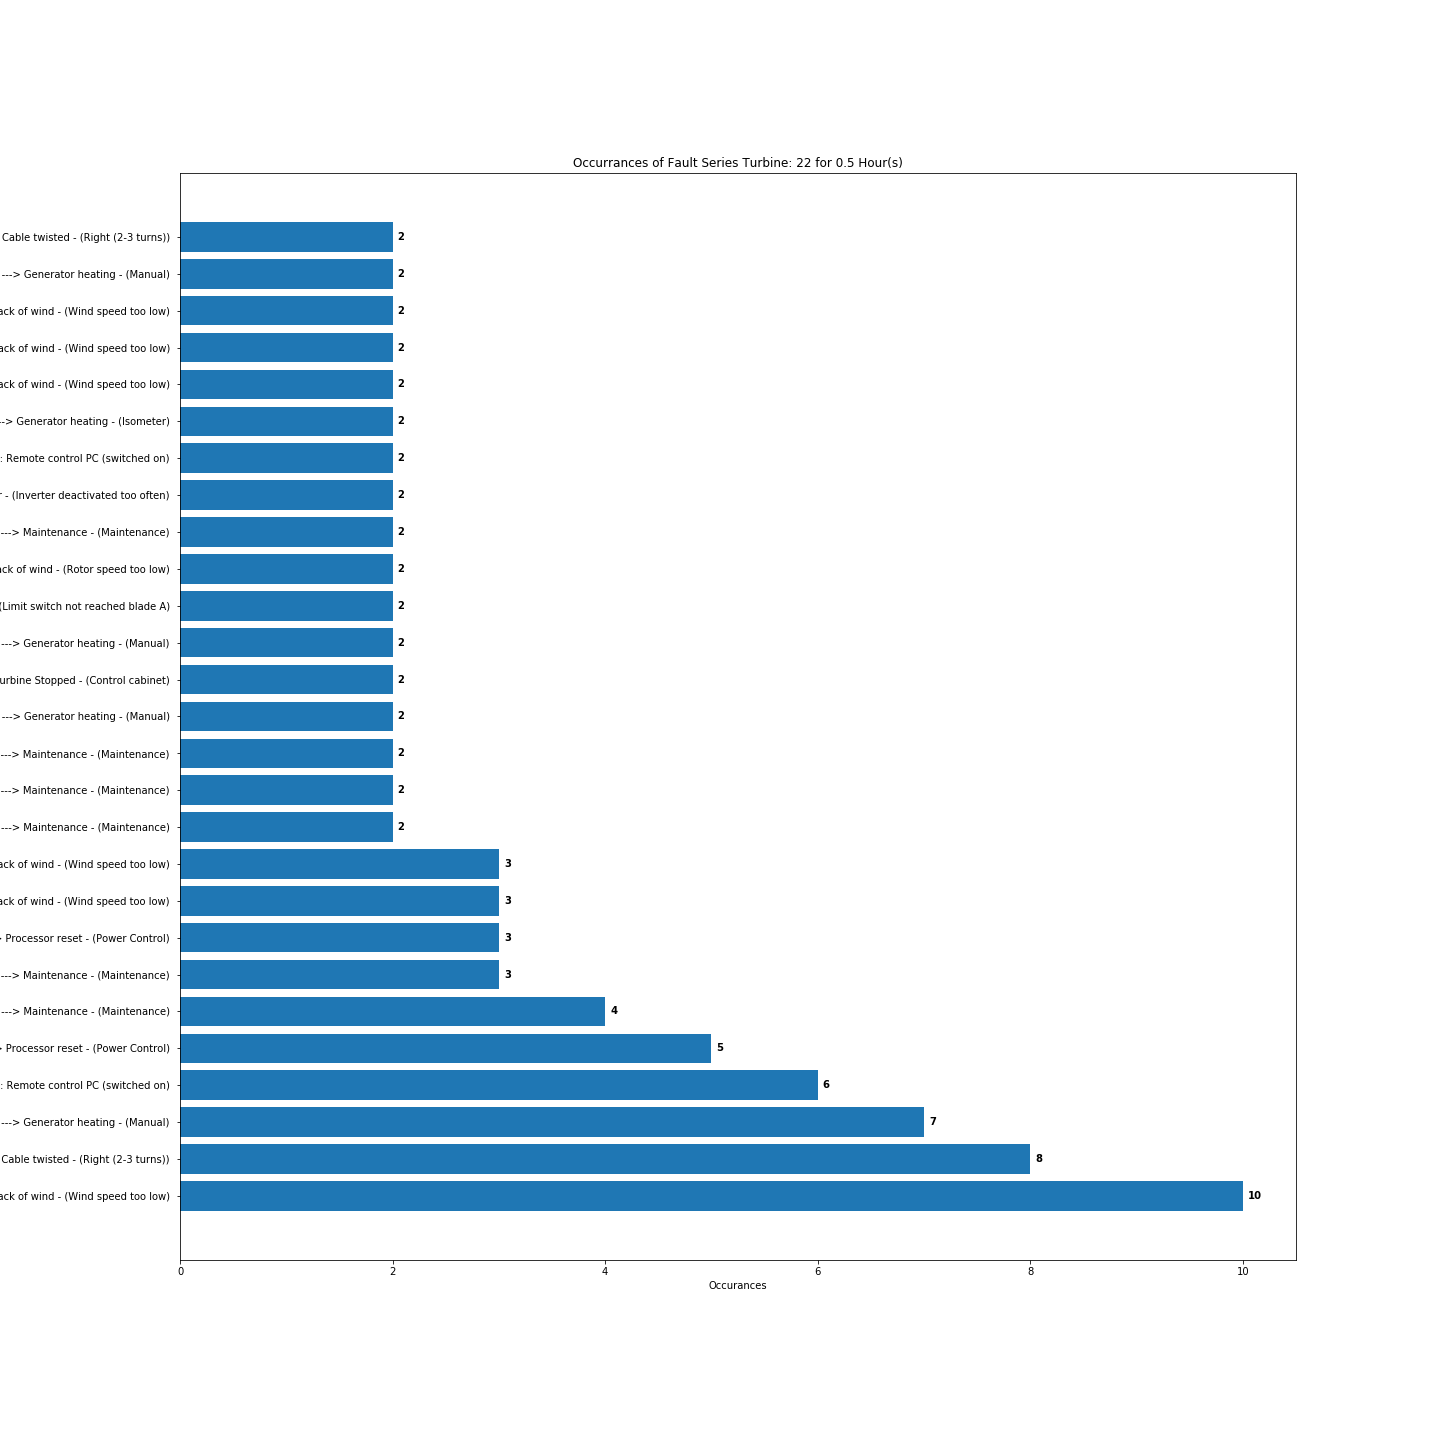 Occurrances of Fault Series Turbine: 22 for 0.5 Hour(s)
Cable twisted - (Right (2-3 turns)) 2
---> Generator heating - (Manual) 2
ack of wind - (Wind speed too low) 2
ack of wind - (Wind speed too low) 2
ack of wind - (Wind speed too low) 2
--> Generator heating - (Isometer) 2
: Remote control PC (switched on) 2
- (Inverter deactivated too often) 2
---> Maintenance - (Maintenance) 2
ack of wind - (Rotor speed too low) 2
(Limit switch not reached blade A) 2
---> Generator heating - (Manual) 2
urbine Stopped - (Control cabinet) 2
---> Generator heating - (Manual) 2
---> Maintenance - (Maintenance) 2
---> Maintenance - (Maintenance) 2
---> Maintenance - (Maintenance) 2
ack of wind - (Wind speed too low) 3
ack of wind - (Wind speed too low) 3
> Processor reset - (Power Control) 3
---> Maintenance - (Maintenance) 3
---> Maintenance - (Maintenance) 4
> Processor reset - (Power Control) 5
: Remote control PC (switched on) 6
---> Generator heating - (Manual) 7
Cable twisted - (Right (2-3 turns)) 8
ack of wind - (Wind speed too low) 10
0 2 4 6 8 10
Occurances